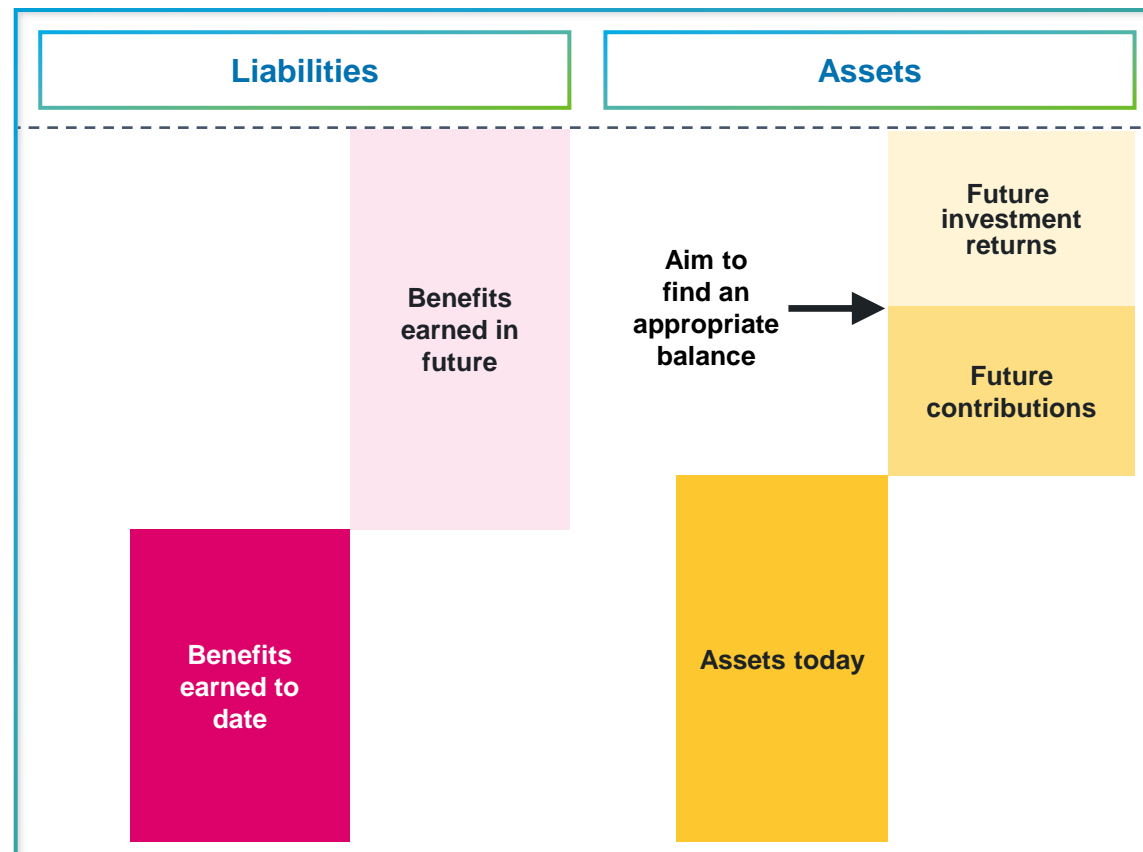 Liabilities
Assets
Benefits
earned in
future
Aim to
find an
appropriate
balance
Future
investment
returns
Future
contributions
Benefits
earned to
date
Assets today